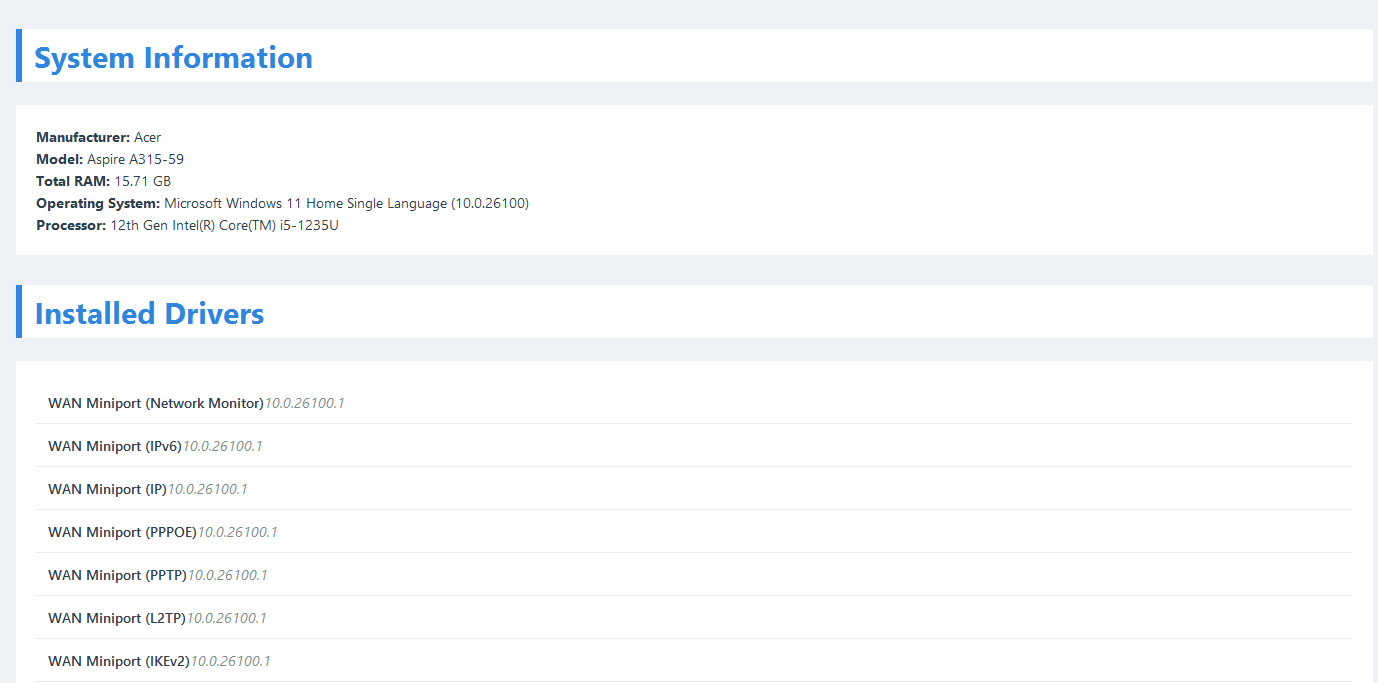 System Information
Manufacturer: Acer
Model: Aspire A315-59
Total RAM: 15.71 GB
Operating System: Microsoft Windows 11 Home Single Language (10.0.26100)
Processor: 12th Gen Intel(R) Core(TM) i5-1235U
Installed Drivers
WAN Miniport (Network Monitor)10.0.26100.1
WAN Miniport (IPv6)10.0.26100.1
WAN Miniport (IP)10.0.26100.1
WAN Miniport (PPPOE)10.0.26100.1
WAN Miniport (PPTP)10.0.26100.1
WAN Miniport (L2TP)10.0.26100.1
WAN Miniport (IKEv2)10.0.26100.1